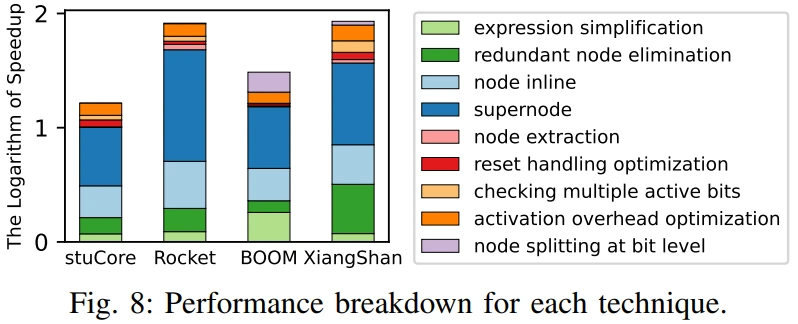 The Logarithm of Speedup
2
1
0
stuCore Rocket BOOM XiangShan
expression simplification
redundant node elimination
node inline
supernode
node extraction
reset handling optimization
checking multiple active bits
activation overhead optimization
node splitting at bit level
Fig. 8: Performance breakdown for each technique.